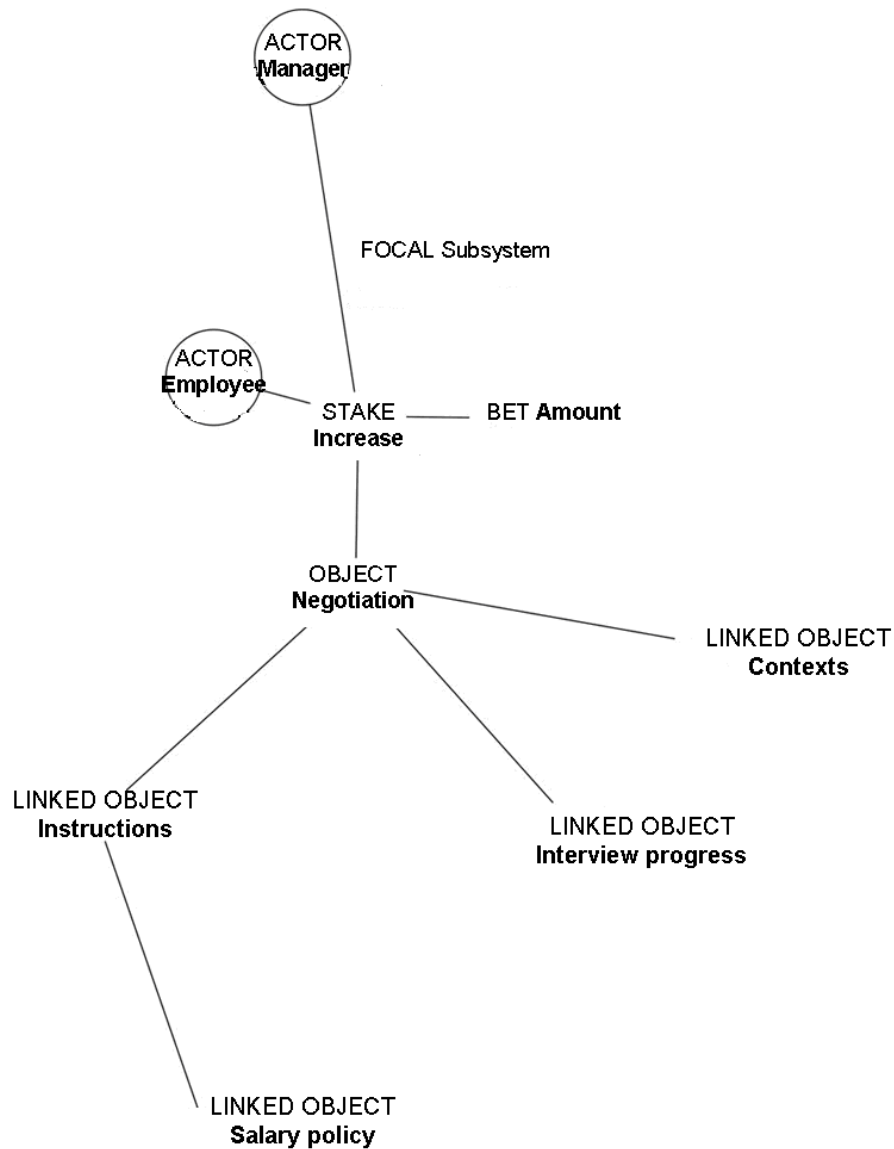 ACTOR
Manager
FOCAL Subsystem
ACTOR
Employee
STAKE
Increase
BET Amount
OBJECT
Negotiation
LINKED OBJECT
Contexts
LINKED OBJECT
Instructions
LINKED OBJECT
Interview progress
LINKED OBJECT
Salary policy